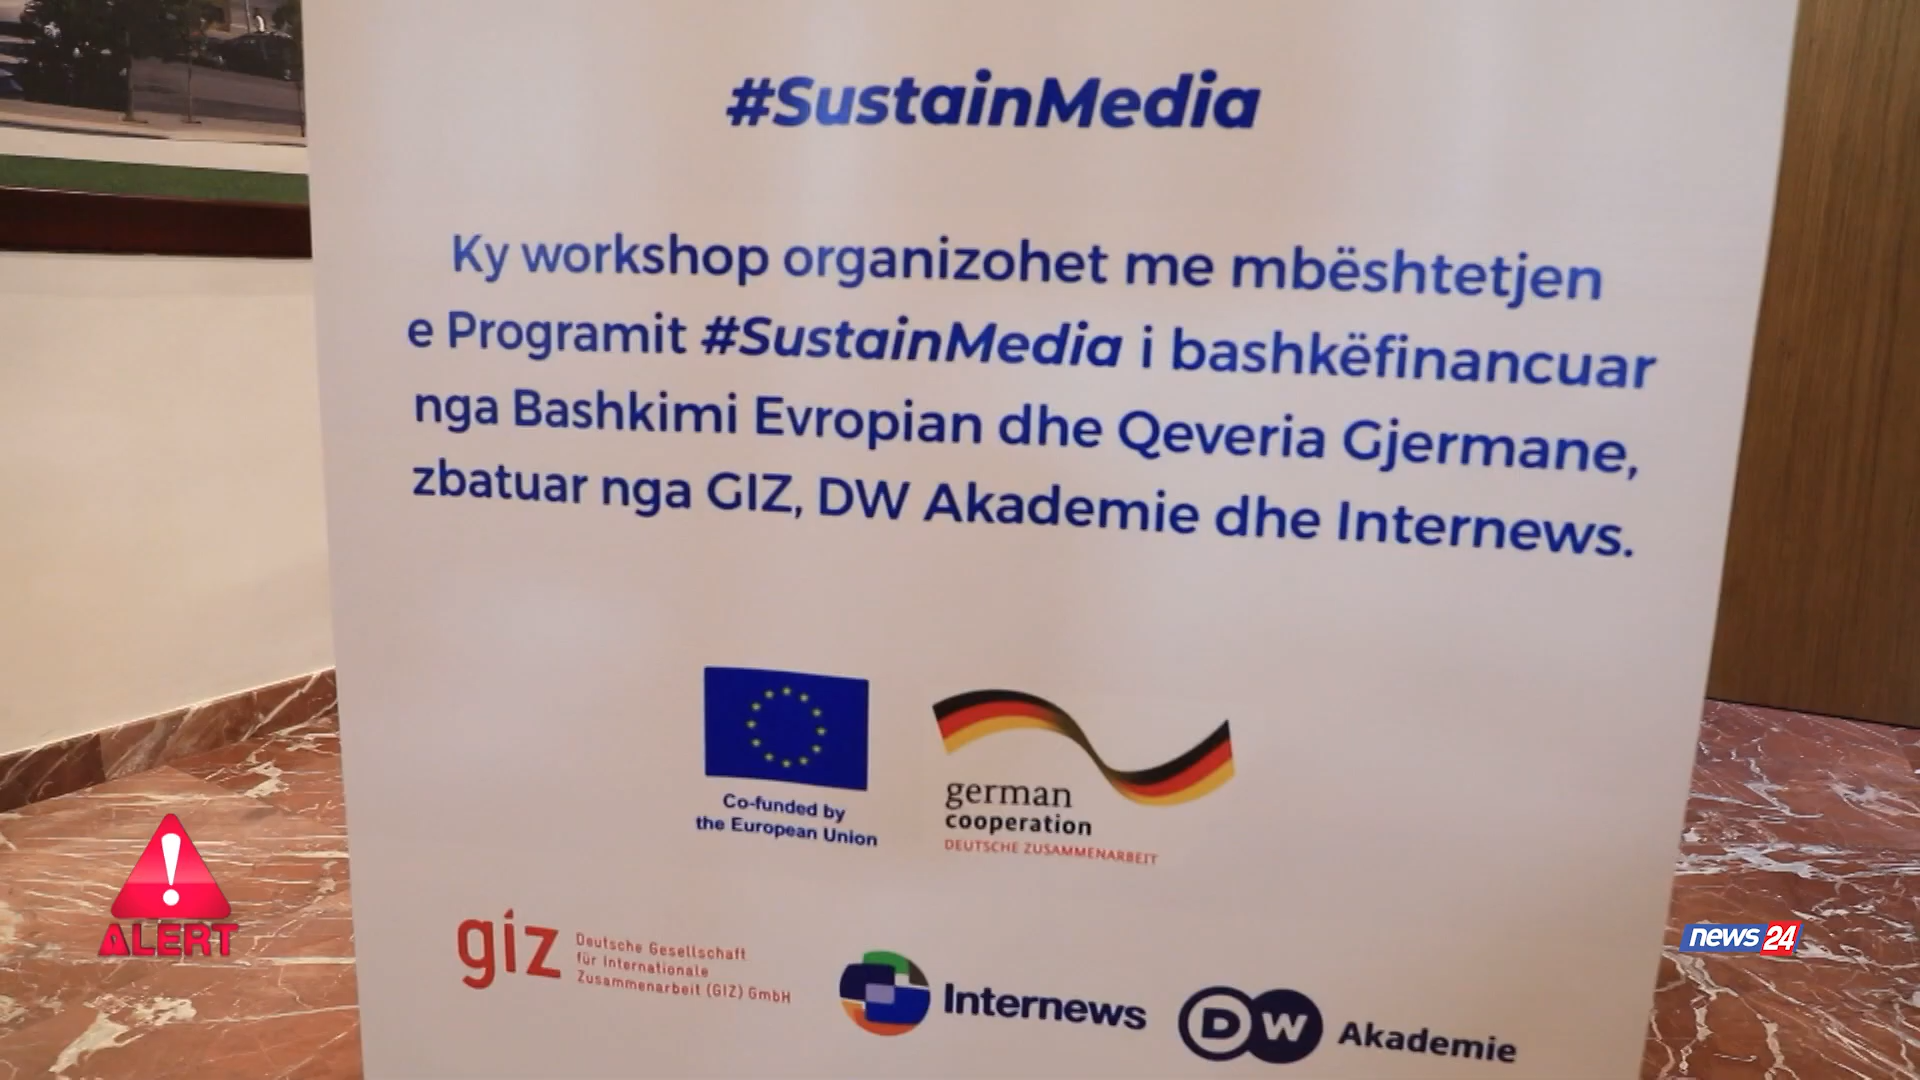 #SustainMedia
Ky workshop organizohet me mbështetjen
e Programit #SustainMedia i bashkëfinancuar
nga Bashkimi Evropian dhe Qeveria Gjermane,
zbatuar nga GIZ, DW Akademie dhe Internews.
Co-funded by
the European Union
german
cooperation
DEUTSCHE ZUSAMMENARBEIT
giz
Deutsche Gesellschaft
für Internationale
Zusammenarbeit (GIZ) GmbH
Internews
DW Akademie
ALERT
news 24